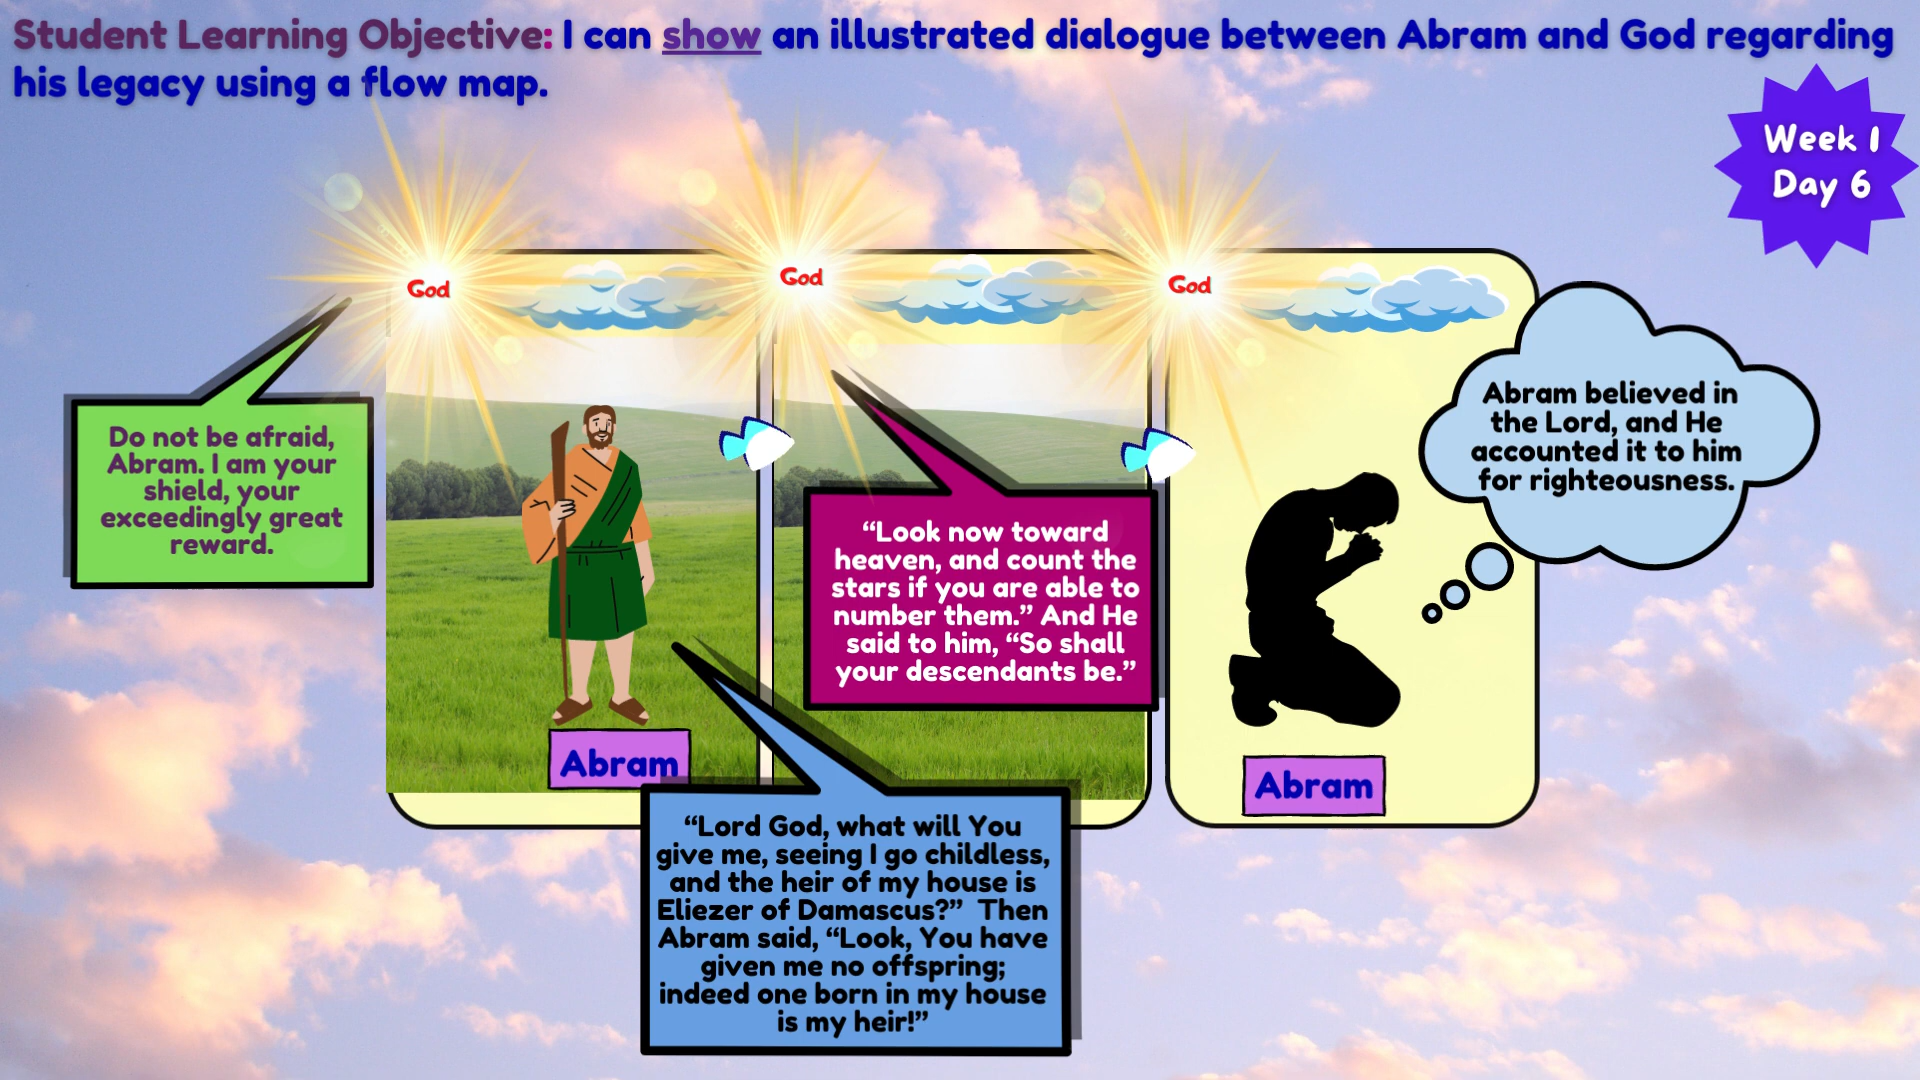 Student Learning Objective: I can show an illustrated dialogue between Abram and God regarding
his legacy using a flow map.
Week 1
Day 6
God
God
God
Do not be afraid,
Abram. I am your
shield, your
exceedingly great
reward.
Abram
“Lord God, what will You
give me, seeing I go childless,
and the heir of my house is
Eliezer of Damascus?” Then
Abram said, “Look, You have
given me no offspring;
indeed one born in my house
is my heir!”
“Look now toward
heaven, and count the
stars if you are able to
number them.” And He
said to him, “So shall
your descendants be.”
Abram believed in
the Lord, and He
accounted it to him
for righteousness.
Abram